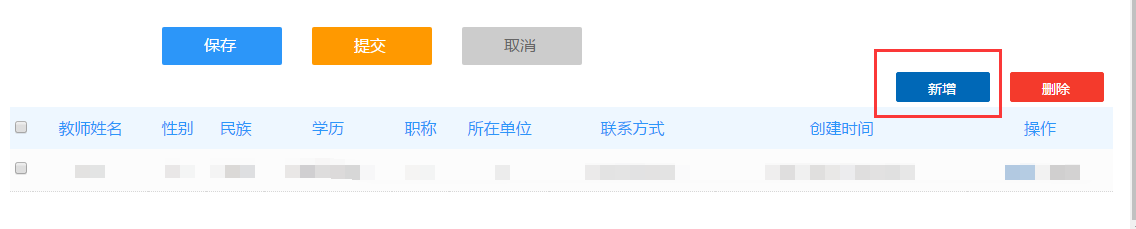 保存 提交 取消
新增 删除
教师姓名 性别 民族 学历 职称 所在单位 联系方式 创建时间 操作